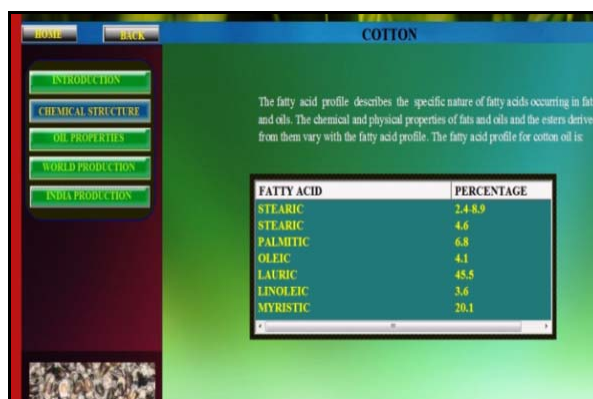 HOME BACK COTTON
INTRODUCTION
CHEMICAL STRUCTURE
OIL PROPERTIES
WORLD PRODUCTION
INDIA PRODUCTION
The fatty acid profile describes the specific nature of fatty acids occurring in fat
and oils. The chemical and physical properties of fats and oils and the esters derive
from them vary with the fatty acid profile. The fatty acid profile for cotton oil is:
FATTY ACID PERCENTAGE
STEARIC 2.4-8.9
STEARIC 4.6
PALMITIC 6.8
OLEIC 4.1
LAURIC 45.5
LINOLEIC 3.6
MYRISTIC 20.1